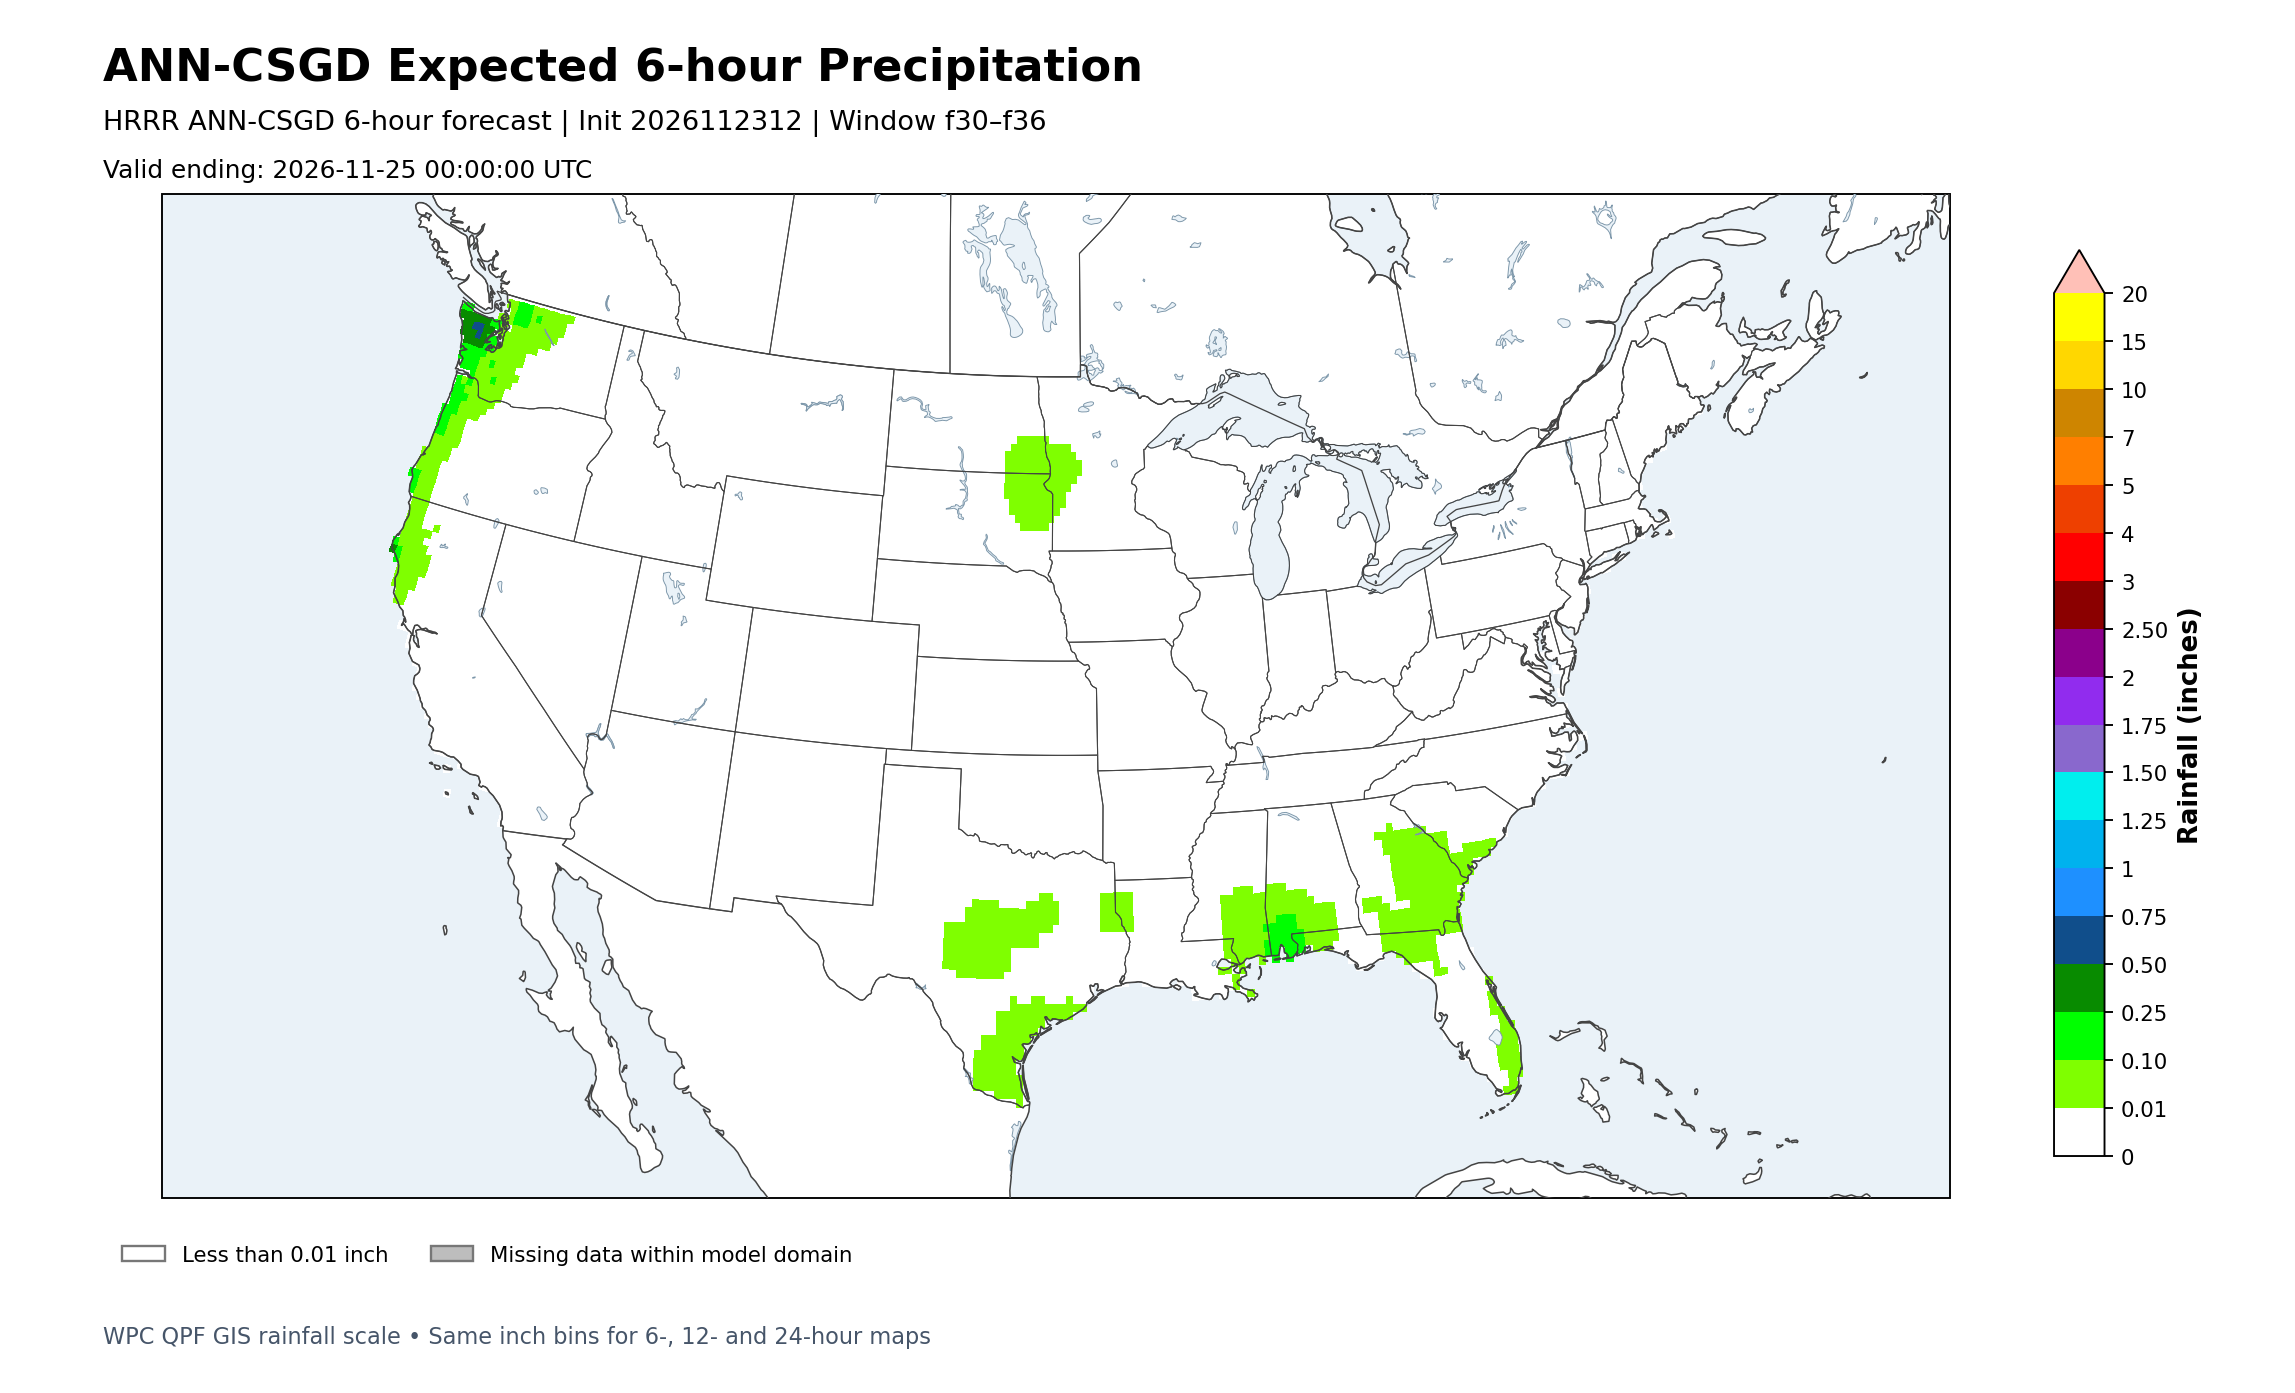 ANN-CSGD Expected 6-hour Precipitation
HRRR ANN-CSGD 6-hour forecast | Init 2026112312 | Window f30–f36
Valid ending: 2026-11-25 00:00:00 UTC
20
15
10
7
5
4
3
2.50
2
1.75
1.50
1.25
1
0.75
0.50
0.25
0.10
0.01
0
Rainfall (inches)
Less than 0.01 inch
Missing data within model domain
WPC QPF GIS rainfall scale • Same inch bins for 6-, 12- and 24-hour maps